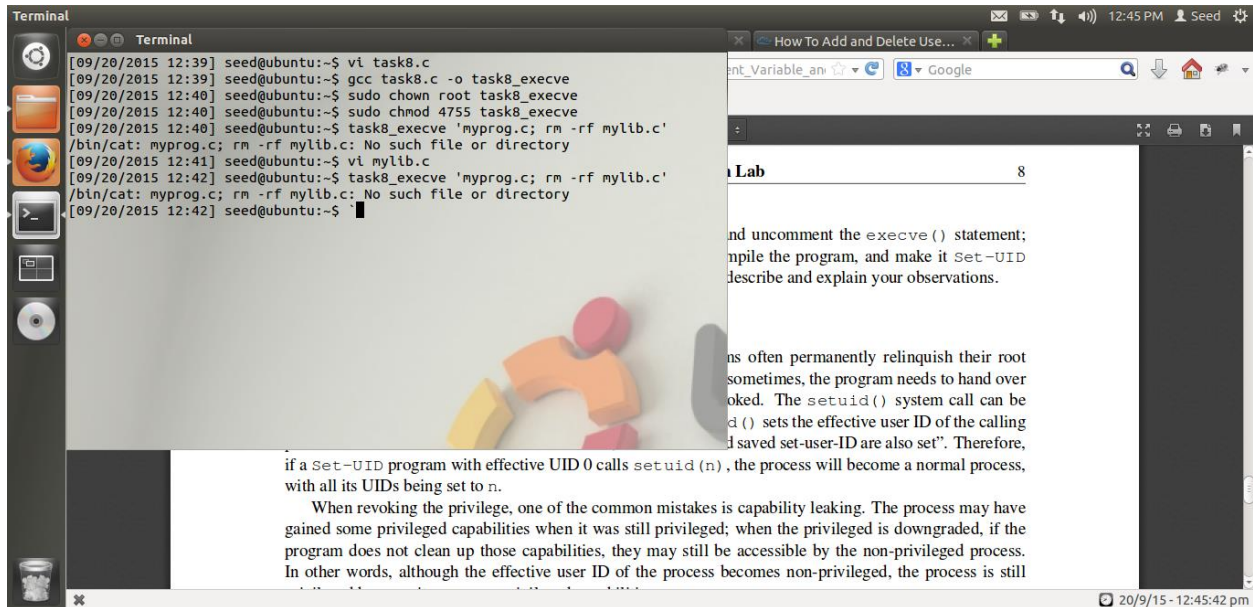 Terminal
12:45 PM Seed
Terminal
How To Add and Delete Use...
ent_Variable_an
Google
[09/20/2015 12:39] seed@ubuntu:~$ vi task8.c
[09/20/2015 12:39] seed@ubuntu:~$ gcc task8.c -o task8_execve
[09/20/2015 12:40] seed@ubuntu:~$ sudo chown root task8_execve
[09/20/2015 12:40] seed@ubuntu:~$ sudo chmod 4755 task8_execve
[09/20/2015 12:40] seed@ubuntu:~$ task8_execve 'myprog.c; rm -rf mylib.c'
/bin/cat: myprog.c; rm -rf mylib.c: No such file or directory
[09/20/2015 12:41] seed@ubuntu:~$ vi mylib.c
[09/20/2015 12:42] seed@ubuntu:~$ task8_execve 'myprog.c; rm -rf mylib.c'
/bin/cat: myprog.c; rm -rf mylib.c: No such file or directory
[09/20/2015 12:42] seed@ubuntu:~$ `
Lab 8
nd uncomment the execve() statement;
mpile the program, and make it Set-UID
describe and explain your observations.
ns often permanently relinquish their root
sometimes, the program needs to hand over
oked. The setuid() system call can be
d() sets the effective user ID of the calling
d saved set-user-ID are also set”. Therefore,
if a Set-UID program with effective UID 0 calls setuid(n), the process will become a normal process,
with all its UIDs being set to n.
When revoking the privilege, one of the common mistakes is capability leaking. The process may have
gained some privileged capabilities when it was still privileged; when the privileged is downgraded, if the
program does not clean up those capabilities, they may still be accessible by the non-privileged process.
In other words, although the effective user ID of the process becomes non-privileged, the process is still
20/9/15 - 12:45:42 pm